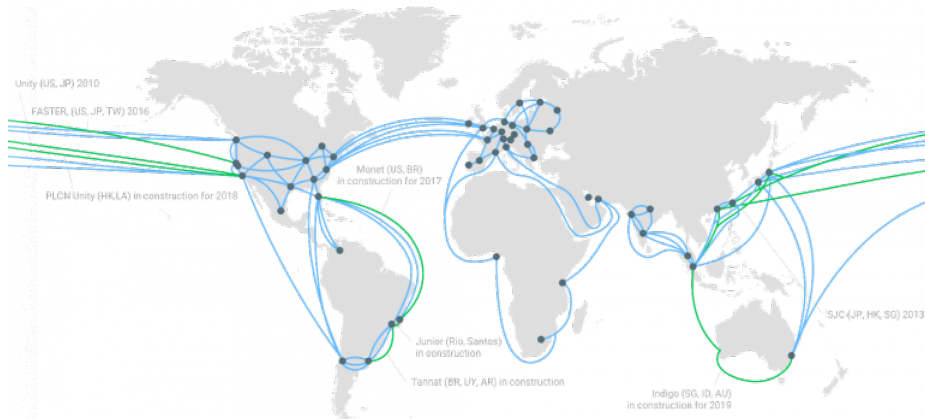 Unity (US, JP) 2010
FASTER, (US, JP, TW) 2016
Monet (US, BR)
in construction for 2017
PLCN Unity (HK,LA) in construction for 2018
SJC (JP, HK, SG) 2013
Junior (Rio, Santos)
in construction
Tannat (BR, UY, AR) in construction
Indigo (SG, ID, AU)
in construction for 2019